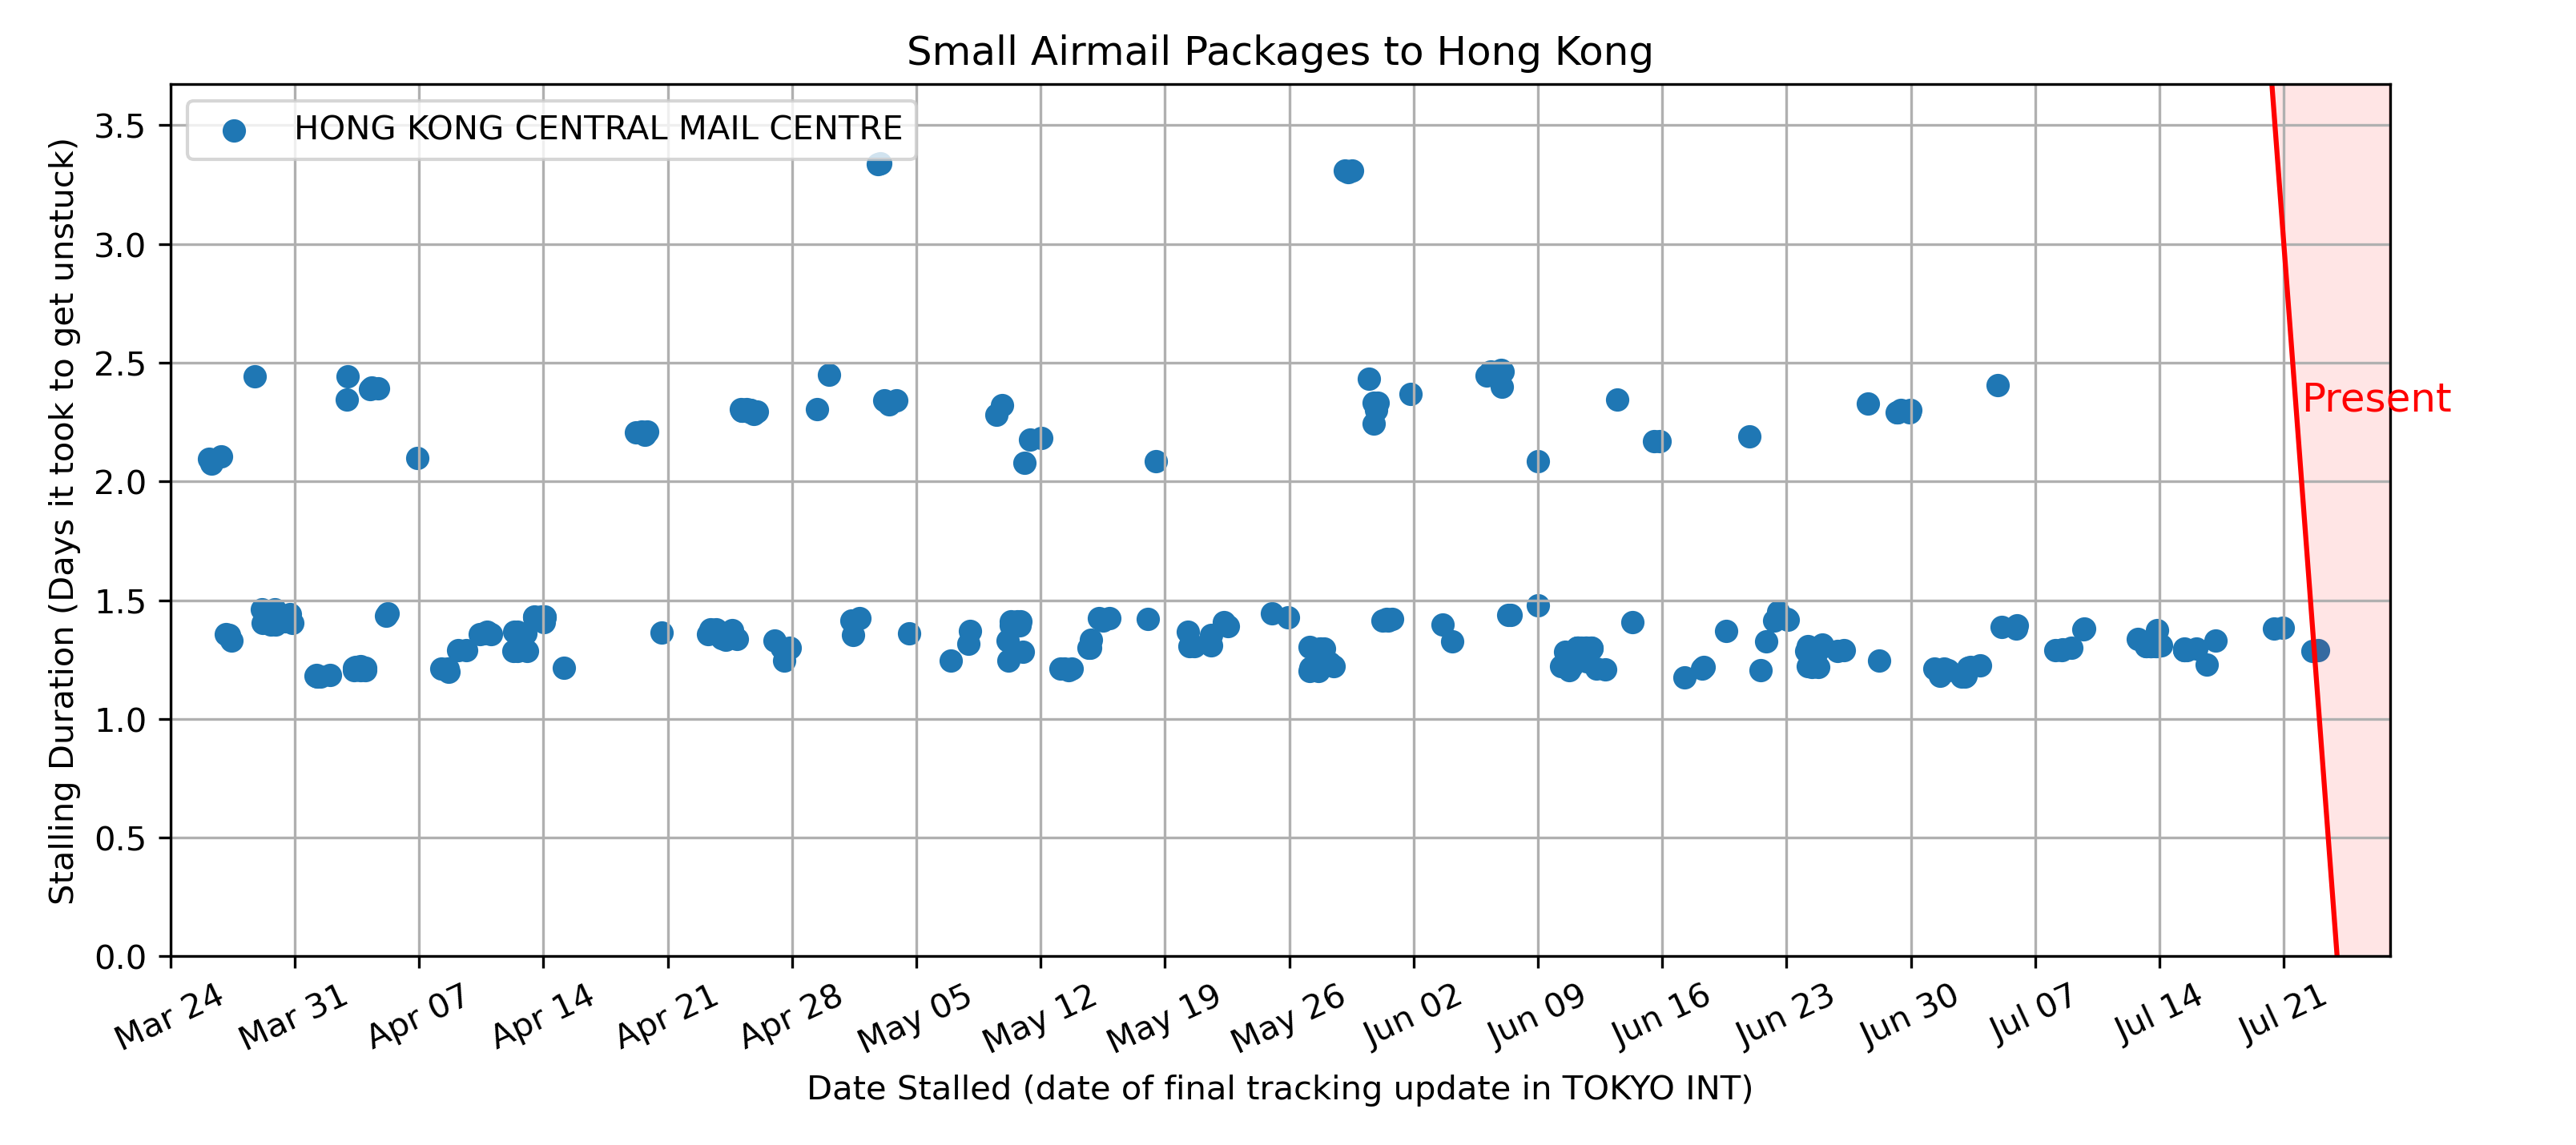 Small Airmail Packages to Hong Kong
HONG KONG CENTRAL MAIL CENTRE
Stalling Duration (Days it took to get unstuck)
3.5
3.0
2.5
2.0
1.5
1.0
0.5
0.0
Present
Mar 24
Mar 31
Apr 07
Apr 14
Apr 21
Apr 28
May 05
May 12
May 19
May 26
Jun 02
Jun 09
Jun 16
Jun 23
Jun 30
Jul 07
Jul 14
Jul 21
Date Stalled (date of final tracking update in TOKYO INT)